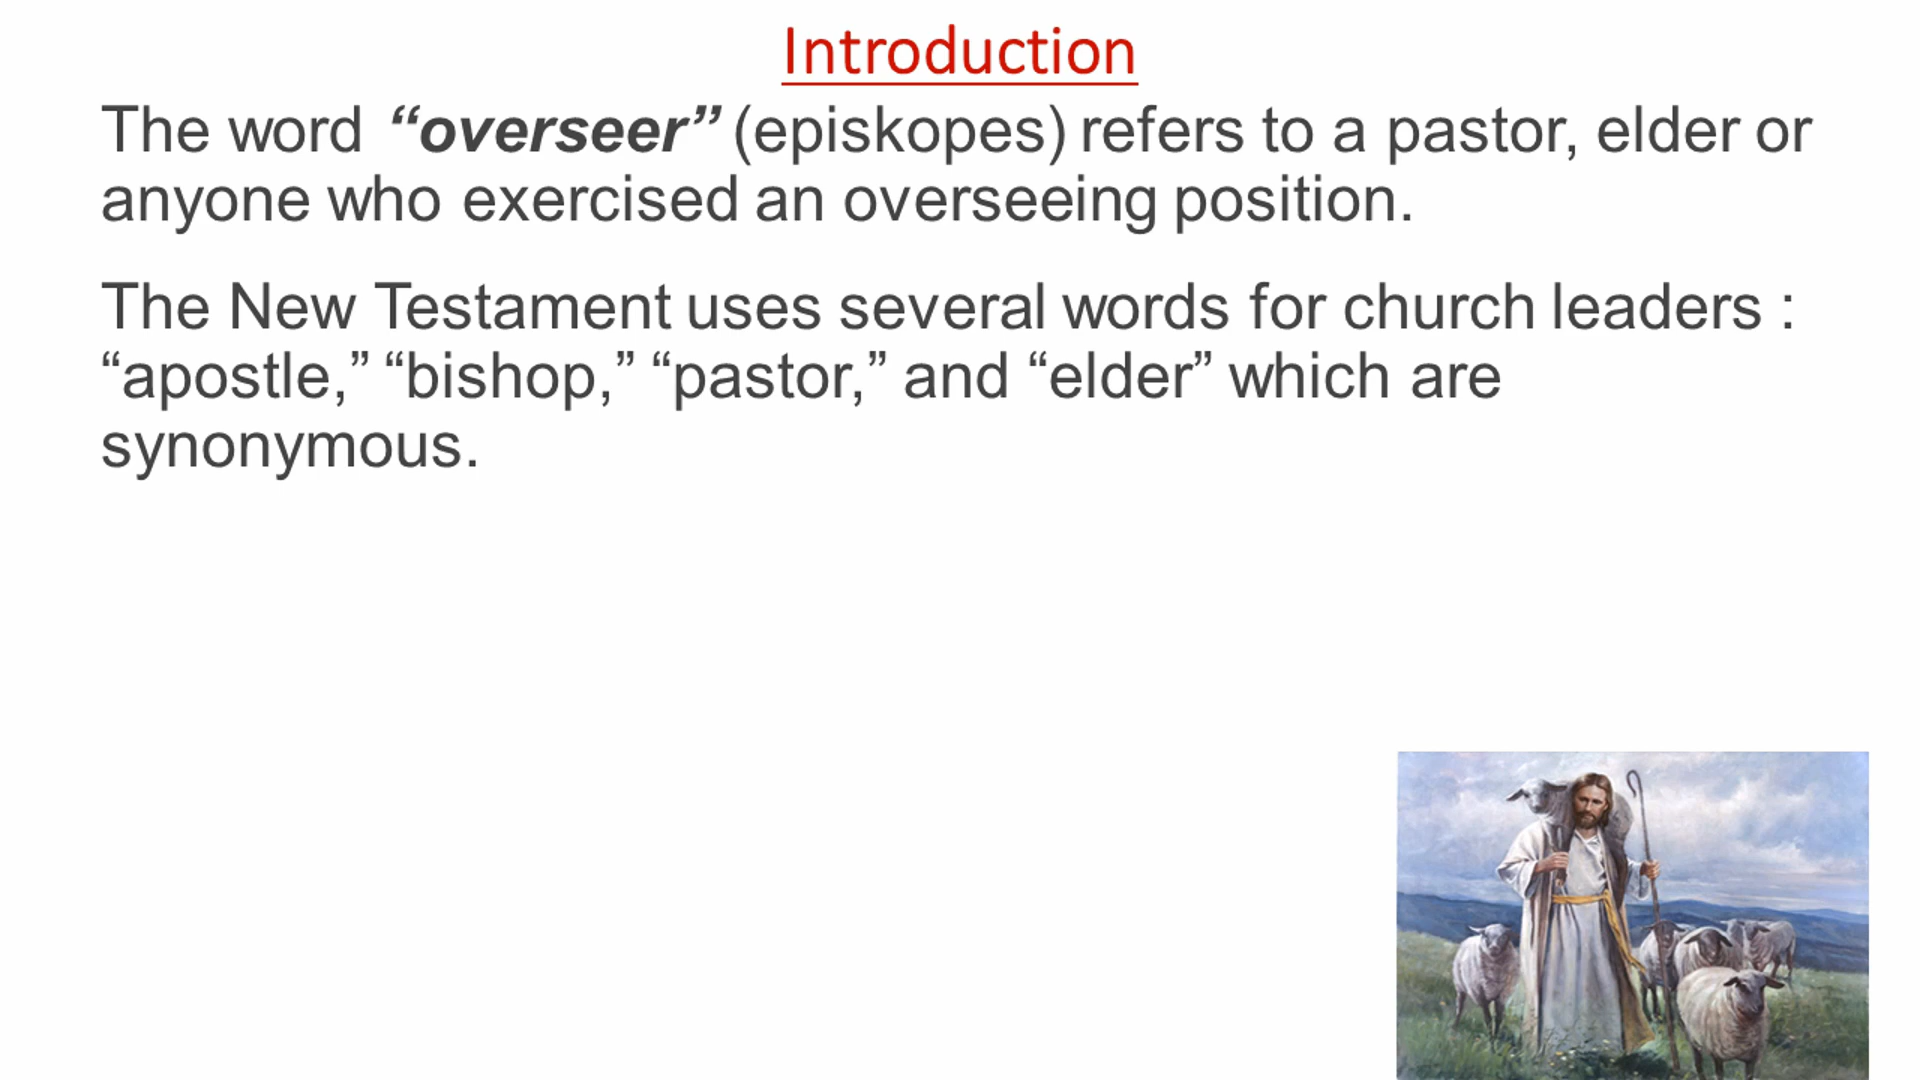 Introduction
The word “overseer” (episkopes) refers to a pastor, elder or
anyone who exercised an overseeing position.
The New Testament uses several words for church leaders :
“apostle,” “bishop,” “pastor,” and “elder” which are
synonymous.